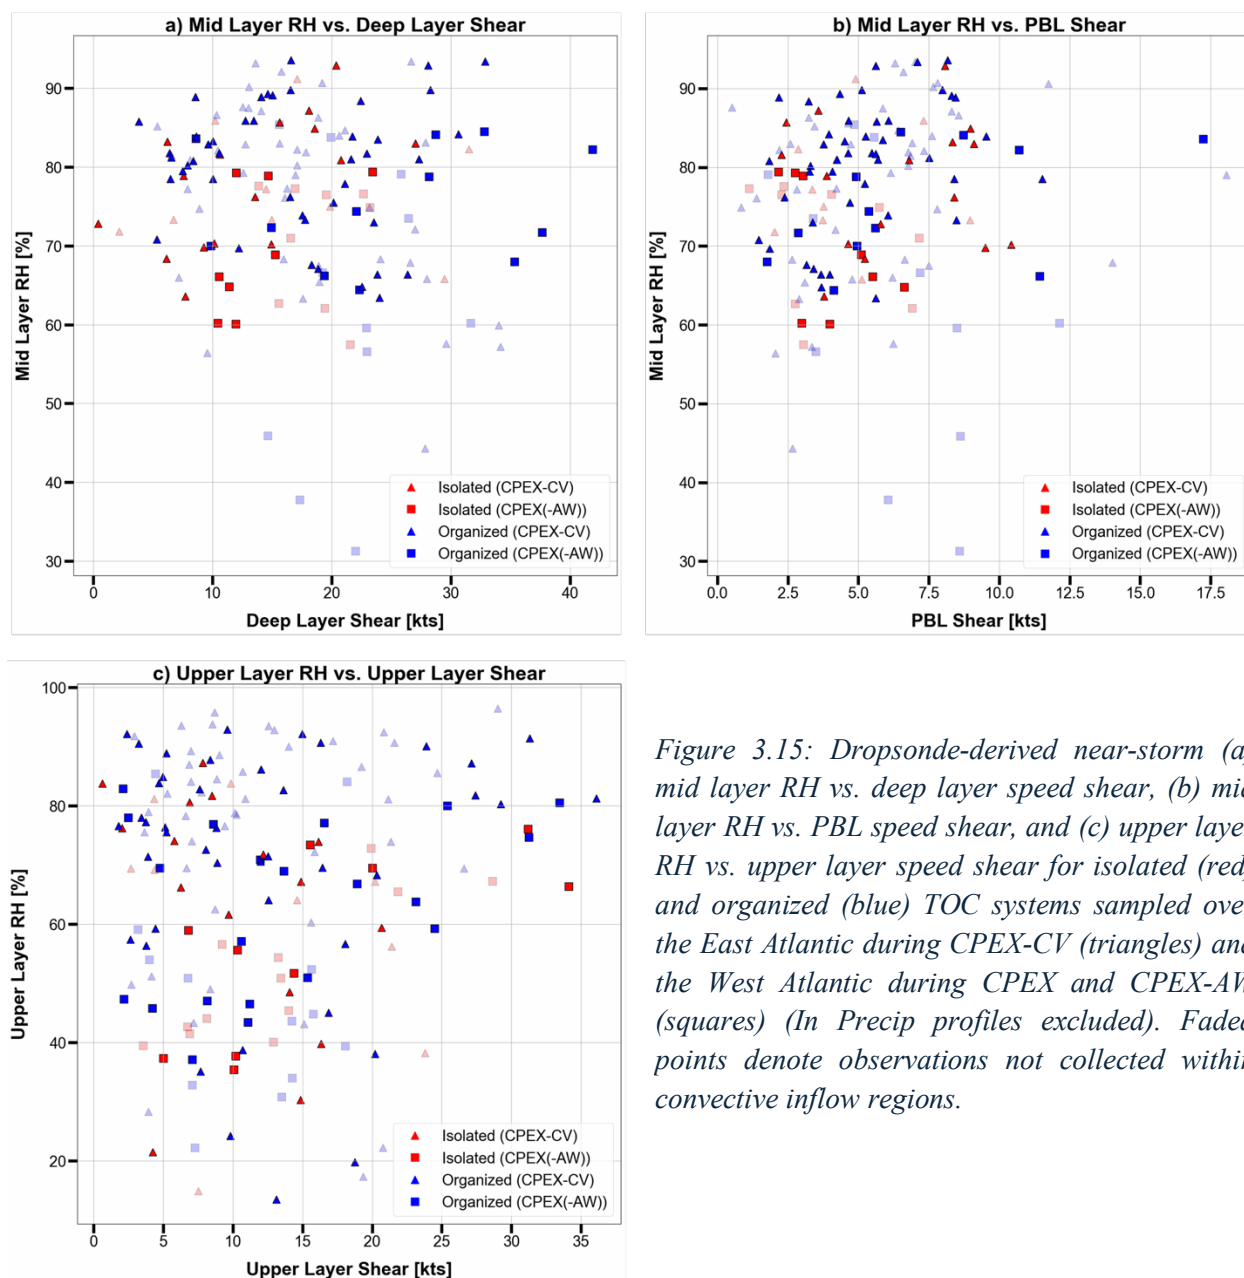 a) Mid Layer RH vs. Deep Layer Shear
Mid Layer RH [%]
90
80
70
60
50
40
30
0 10 20 30 40
Deep Layer Shear [kts]
Isolated (CPEX-CV)
Isolated (CPEX(-AW))
Organized (CPEX-CV)
Organized (CPEX(-AW))
b) Mid Layer RH vs. PBL Shear
Mid Layer RH [%]
90
80
70
60
50
40
30
0.0 2.5 5.0 7.5 10.0 12.5 15.0 17.5
PBL Shear [kts]
Isolated (CPEX-CV)
Isolated (CPEX(-AW))
Organized (CPEX-CV)
Organized (CPEX(-AW))
c) Upper Layer RH vs. Upper Layer Shear
Upper Layer RH [%]
100
80
60
40
20
0 5 10 15 20 25 30 35
Upper Layer Shear [kts]
Isolated (CPEX-CV)
Isolated (CPEX(-AW))
Organized (CPEX-CV)
Organized (CPEX(-AW))
Figure 3.15: Dropsonde-derived near-storm (a
mid layer RH vs. deep layer speed shear, (b) mid
layer RH vs. PBL speed shear, and (c) upper layer
RH vs. upper layer speed shear for isolated (red
and organized (blue) TOC systems sampled over
the East Atlantic during CPEX-CV (triangles) and
the West Atlantic during CPEX and CPEX-AW
(squares) (In Precip profiles excluded). Faded
points denote observations not collected within
convective inflow regions.